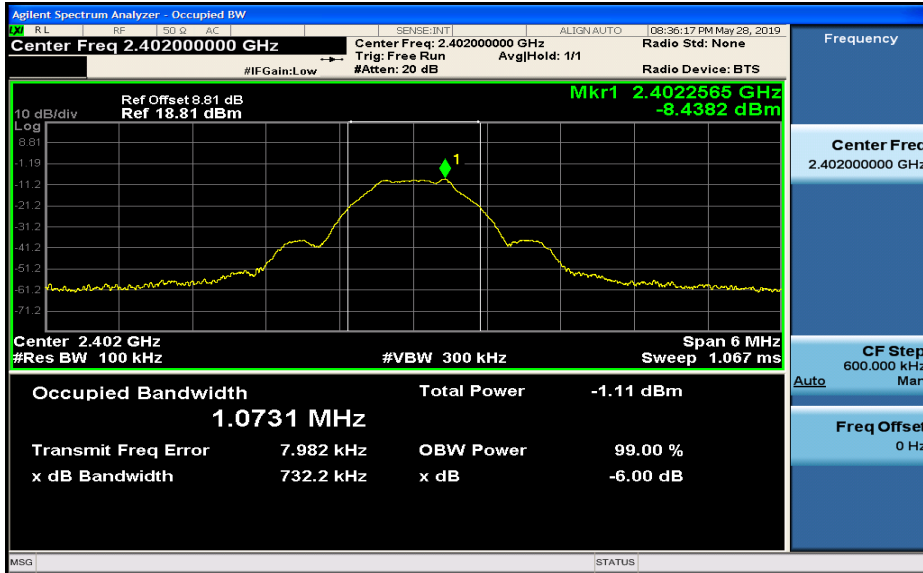 Agilent Spectrum Analyzer - Occupied BW
LXI RL RF 50 Ω AC SENSE:INT ALIGN AUTO 08:36:17 PM May 28, 2019
Center Freq 2.402000000 GHz
Center Freq: 2.402000000 GHz
Radio Std: None
Trig: Free Run Avg|Hold: 1/1
#IFGain:Low #Atten: 20 dB Radio Device: BTS
Ref Offset 8.81 dB
Ref 18.81 dBm
10 dB/div
Log
Mkr1 2.4022565 GHz
-8.4382 dBm
8.81
-1.19
-11.2
-21.2
-31.2
-41.2
-51.2
-61.2
-71.2
1
Center 2.402 GHz Span 6 MHz
#Res BW 100 kHz #VBW 300 kHz Sweep 1.067 ms
Occupied Bandwidth Total Power -1.11 dBm
1.0731 MHz
Transmit Freq Error 7.982 kHz OBW Power 99.00 %
x dB Bandwidth 732.2 kHz x dB -6.00 dB
MSG STATUS
Frequency
Center Freq
2.402000000 GHz
CF Step
600.000 kHz
Auto Man
Freq Offset
0 Hz